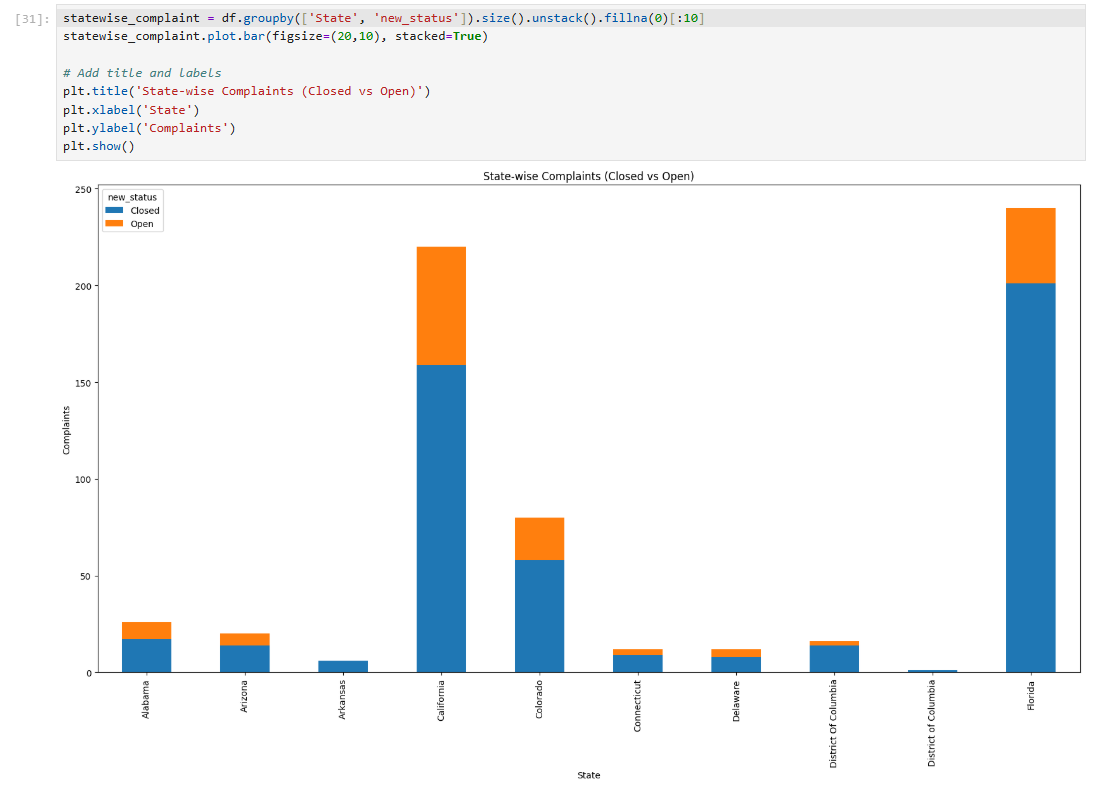 [31]:
statewise_complaint = df.groupby(['State', 'new_status']).size().unstack().fillna(0)[:10]
statewise_complaint.plot.bar(figsize=(20,10), stacked=True)
# Add title and labels
plt.title('State-wise Complaints (Closed vs Open)')
plt.xlabel('State')
plt.ylabel('Complaints')
plt.show()
State-wise Complaints (Closed vs Open)
new_status
Closed
Open
250
200
150
100
50
0
Complaints
Alabama
Arizona
Arkansas
California
Colorado
Connecticut
Delaware
District Of Columbia
District of Columbia
Florida
State